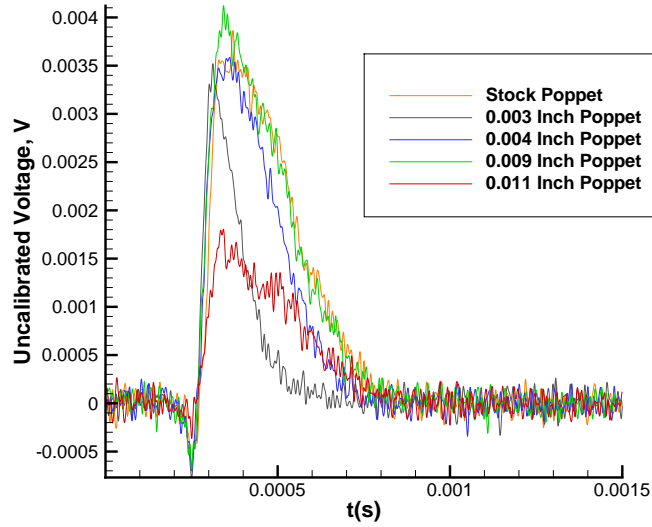 Uncalibrated Voltage, V
0.004
0.0035
0.003
0.0025
0.002
0.0015
0.001
0.0005
0
-0.0005
Stock Poppet
0.003 Inch Poppet
0.004 Inch Poppet
0.009 Inch Poppet
0.011 Inch Poppet
0.0005
0.001
0.0015
t(s)